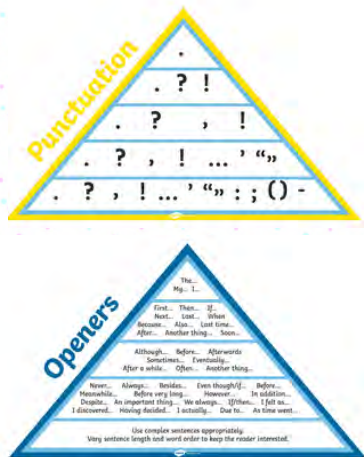 Punctuation
.
. ? !
. ? , !
. ? , ! ... ’ “”
. ? , ! ... ’ “” : ; () -
Openers
The...
My... I...
First... Then... If...
Next... Last... When
Because... Also... Last time...
After... Another thing... Soon...
Although... Before... Afterwards
Sometimes... Eventually...
After a while... Often... Another thing...
Never... Always... Besides... Even though/if... Before...
Meanwhile... Before very long... However... In addition...
Despite... An important thing... We always... If/then... I felt as...
I discovered... Having decided... I actually... Due to... As time went...
Use complex sentences appropriately.
Vary sentence length and word order to keep the reader interested.